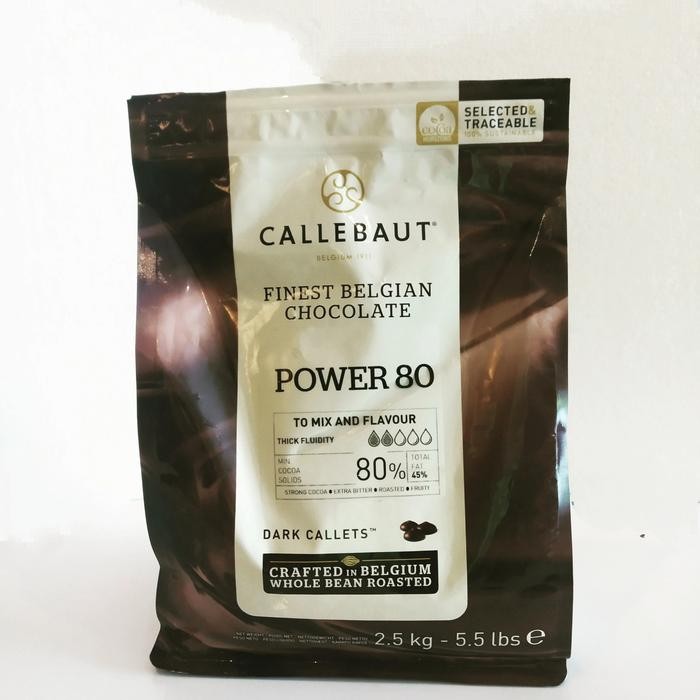 cocoa
HORIZONS
SELECTED&
TRACEABLE
100% SUSTAINABLE
CALLEBAUT®
BELGIUM 1911
FINEST BELGIAN
CHOCOLATE
POWER 80
TO MIX AND FLAVOUR
THICK FLUIDITY
MIN.
COCOA
SOLIDS
80%
TOTAL
FAT
45%
STRONG COCOA • EXTRA BITTER • ROASTED • FRUITY
DARK CALLETS™
CRAFTED IN BELGIUM
WHOLE BEAN ROASTED
2.5 kg - 5.5 lbs e